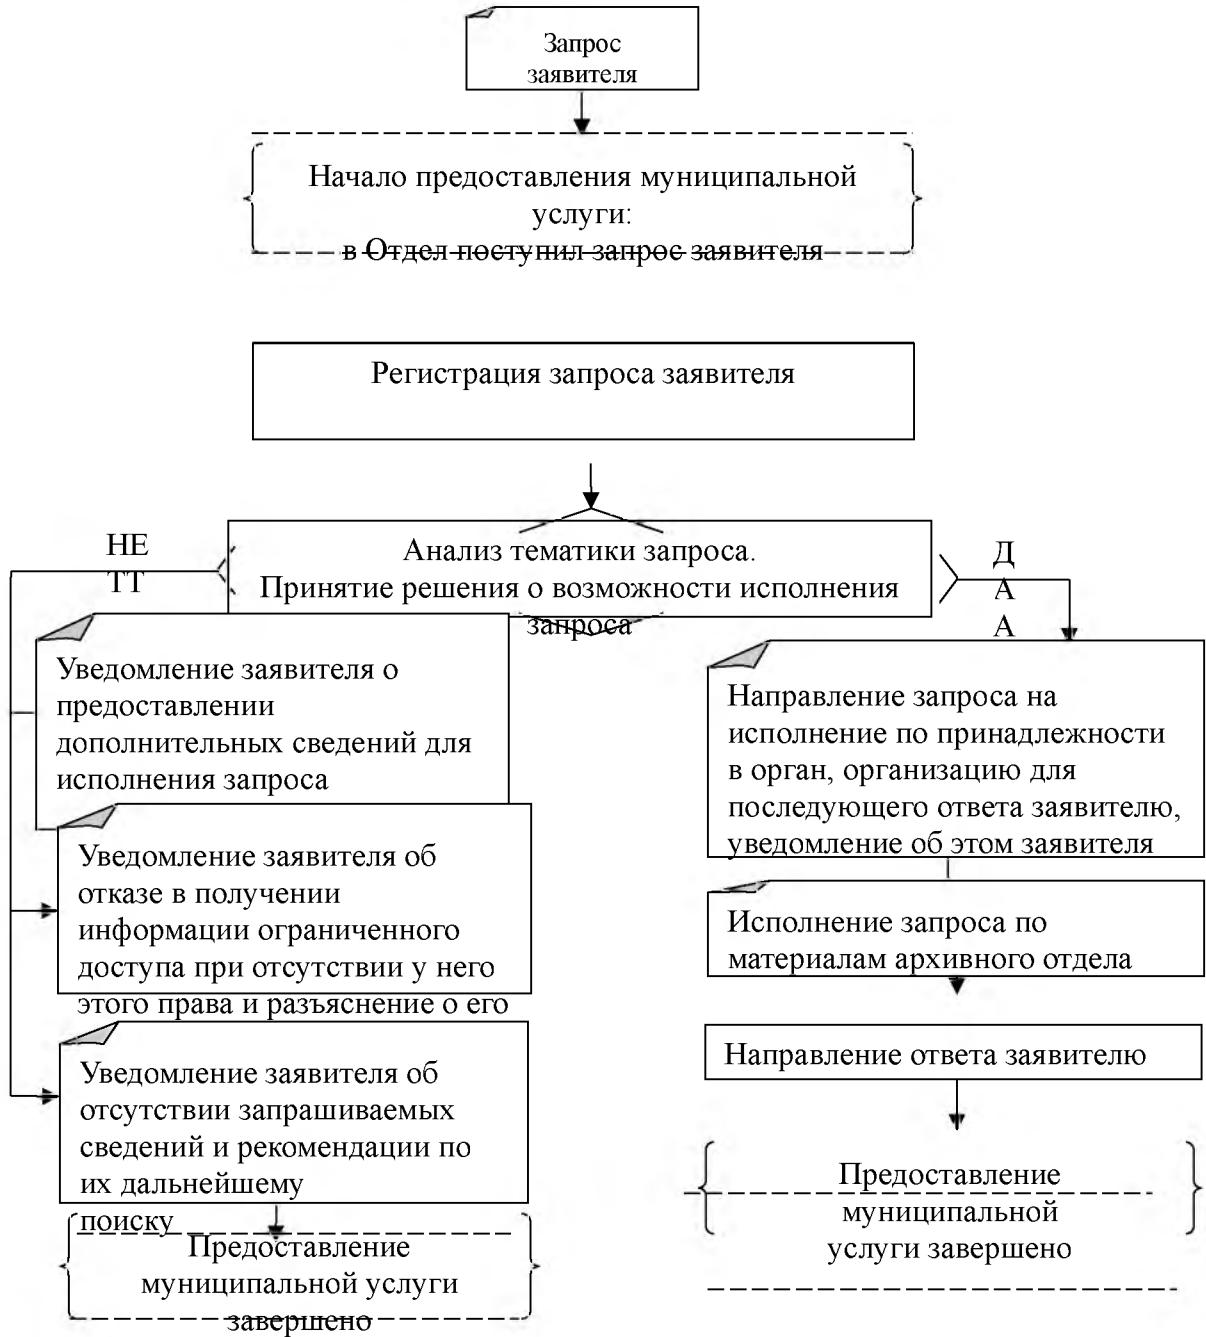 Запрос
заявителя
Начало предоставления муниципальной
услуги:
в Отдел поступил запрос заявителя
Регистрация запроса заявителя
НЕ
ТТ
Анализ тематики запроса.
Принятие решения о возможности исполнения
запроса
Д
А
А
Уведомление заявителя о
предоставлении
дополнительных сведений для
исполнения запроса
Уведомление заявителя об
отказе в получении
информации ограниченного
доступа при отсутствии у него
этого права и разъяснение о его
Уведомление заявителя об
отсутствии запрашиваемых
сведений и рекомендации по
их дальнейшему
поиску
Предоставление
муниципальной услуги
завершено
Направление запроса на
исполнение по принадлежности
в орган, организацию для
последующего ответа заявителю,
уведомление об этом заявителя
Исполнение запроса по
материалам архивного отдела
Направление ответа заявителю
Предоставление
муниципальной
услуги завершено